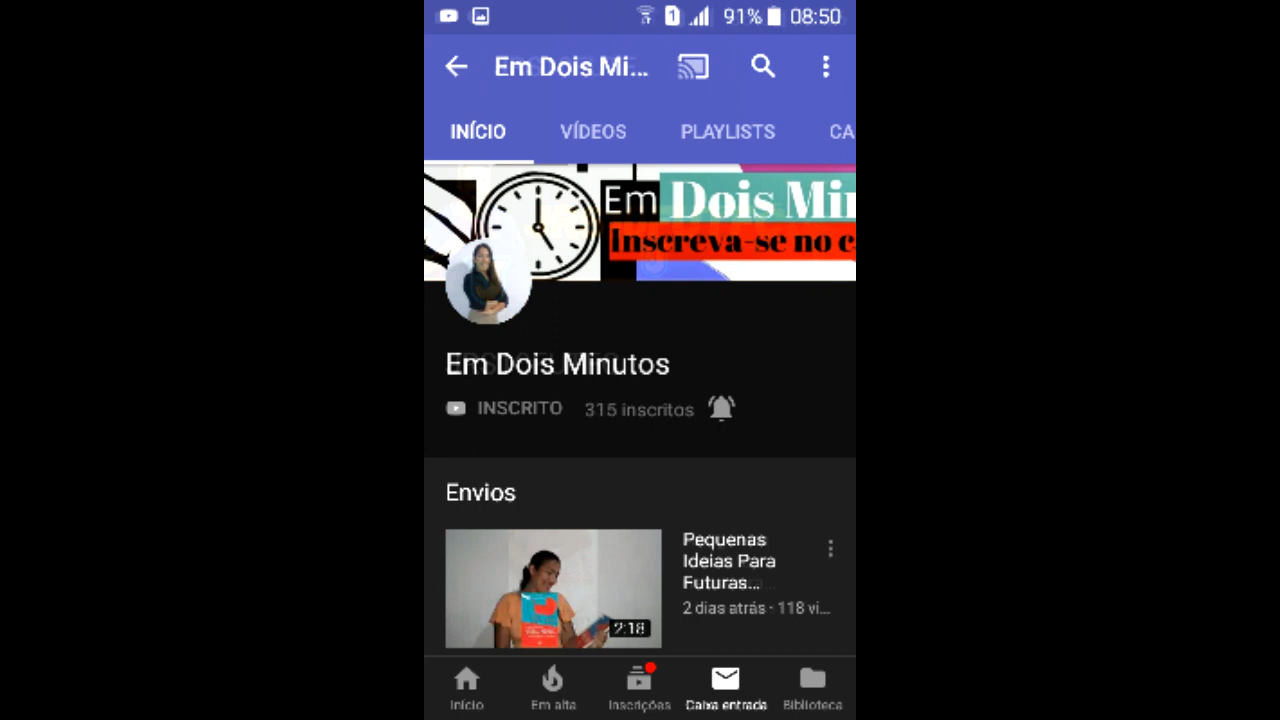 1 91% 08:50
Em Dois Mi...
INÍCIO VÍDEOS PLAYLISTS CA
Em Dois Min
Inscreva-se no c
Em Dois Minutos
INSCRITO 315 inscritos
Envios
Pequenas
Ideias Para
Futuras...
2 dias atrás · 118 vi...
2:18
Início Em alta Inscrições Caixa entrada Biblioteca